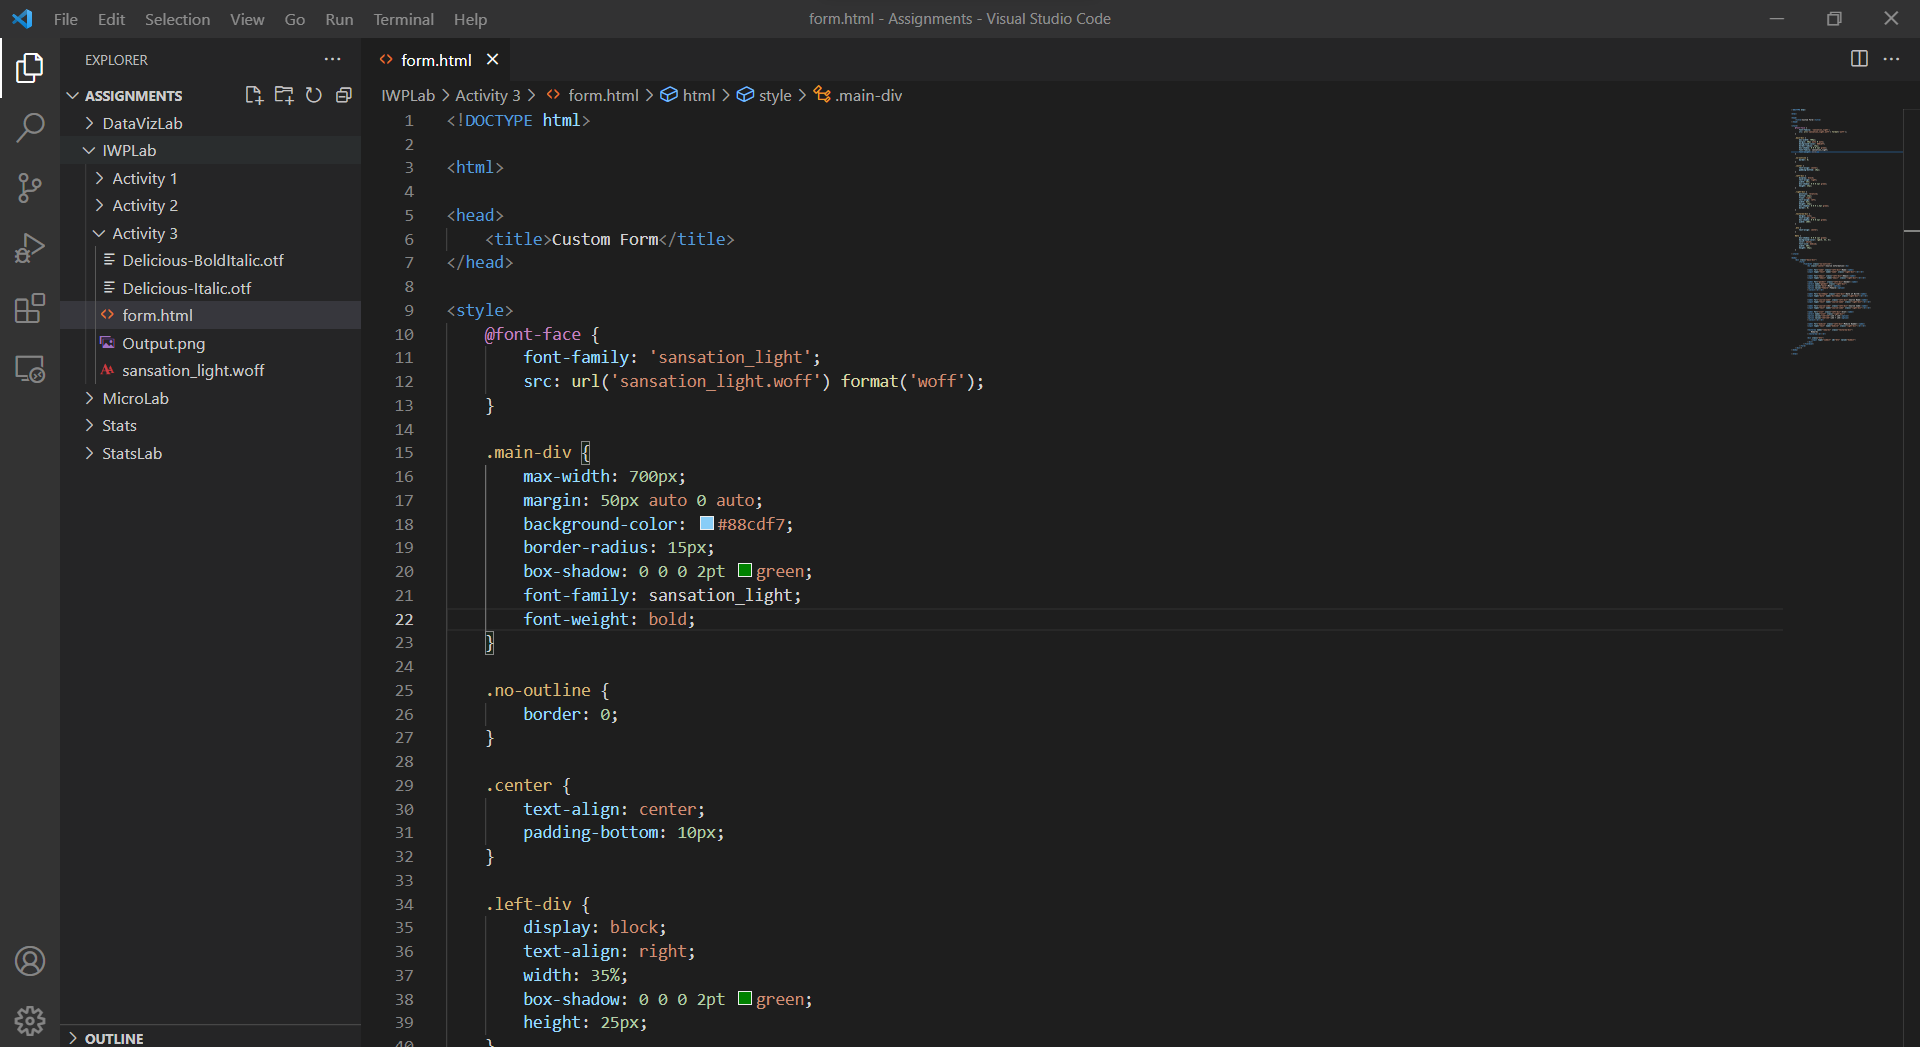 File Edit Selection View Go Run Terminal Help
form.html - Assignments - Visual Studio Code
EXPLORER
ASSIGNMENTS
DataVizLab
IWPLab
Activity 1
Activity 2
Activity 3
Delicious-BoldItalic.otf
Delicious-Italic.otf
form.html
Output.png
sansation_light.woff
MicroLab
Stats
StatsLab
OUTLINE
form.html
IWPLab > Activity 3 > form.html > html > style > .main-div
1 <!DOCTYPE html>
2
3 <html>
4
5 <head>
6 <title>Custom Form</title>
7 </head>
8
9 <style>
10 @font-face {
11 font-family: 'sansation_light';
12 src: url('sansation_light.woff') format('woff');
13 }
14
15 .main-div {
16 max-width: 700px;
17 margin: 50px auto 0 auto;
18 background-color: #88cdf7;
19 border-radius: 15px;
20 box-shadow: 0 0 0 2pt green;
21 font-family: sansation_light;
22 font-weight: bold;
23 }
24
25 .no-outline {
26 border: 0;
27 }
28
29 .center {
30 text-align: center;
31 padding-bottom: 10px;
32 }
33
34 .left-div {
35 display: block;
36 text-align: right;
37 width: 35%;
38 box-shadow: 0 0 0 2pt green;
39 height: 25px;
40 }